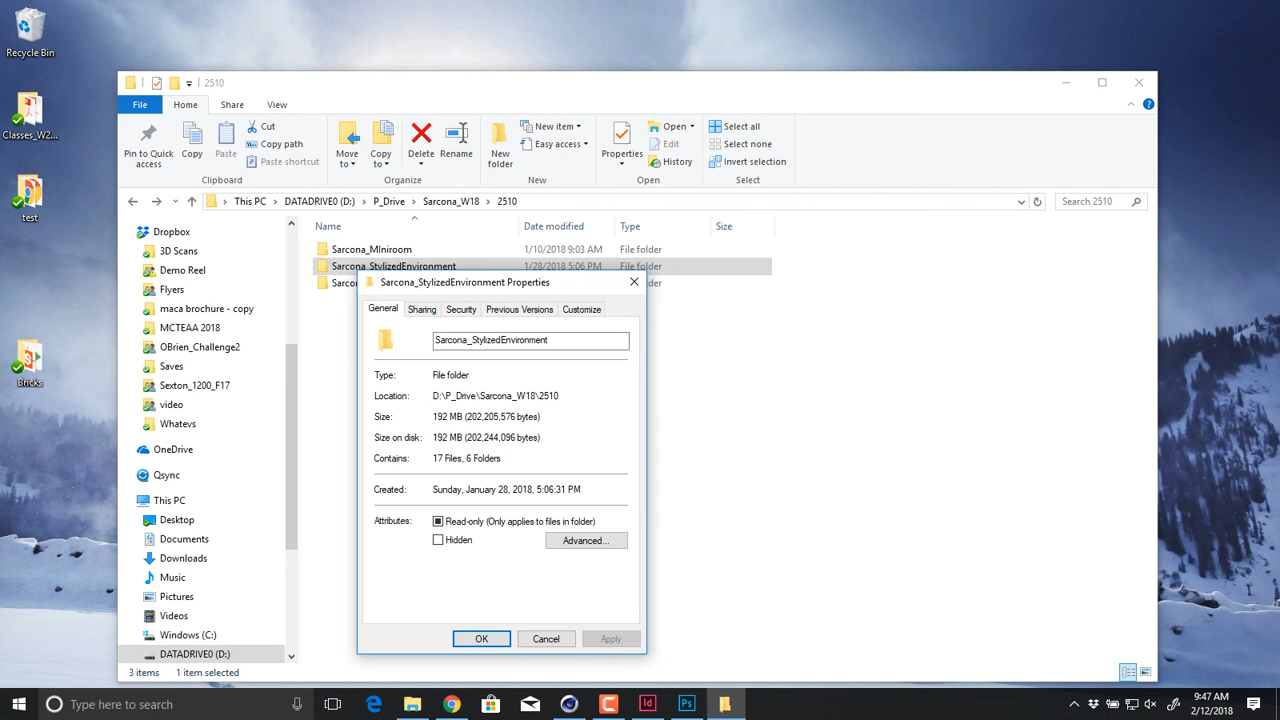 Recycle Bin
Classes_W2...
test
Bricks
2510
File Home Share View
Pin to Quick access
Copy
Paste
Cut
Copy path
Paste shortcut
Clipboard
Move to
Copy to
Delete
Rename
Organize
New folder
New item
Easy access
New
Properties
Open
Edit
History
Open
Select all
Select none
Invert selection
Select
This PC > DATADRIVE0 (D:) > P_Drive > Sarcona_W18 > 2510
Search 2510
Name Date modified Type Size
Sarcona_MIniroom 1/10/2018 9:03 AM File folder
Sarcona_StylizedEnvironment 1/28/2018 5:06 PM File folder
Sarco lder
Dropbox
3D Scans
Demo Reel
Flyers
maca brochure - copy
MCTEAA 2018
OBrien_Challenge2
Saves
Sexton_1200_F17
video
Whatevs
OneDrive
Qsync
This PC
Desktop
Documents
Downloads
Music
Pictures
Videos
Windows (C:)
DATADRIVE0 (D:)
3 items 1 item selected
Sarcona_StylizedEnvironment Properties
General Sharing Security Previous Versions Customize
Sarcona_StylizedEnvironment
Type: File folder
Location: D:\P_Drive\Sarcona_W18\2510
Size: 192 MB (202,205,576 bytes)
Size on disk: 192 MB (202,244,096 bytes)
Contains: 17 Files, 6 Folders
Created: Sunday, January 28, 2018, 5:06:31 PM
Attributes: Read-only (Only applies to files in folder)
Hidden Advanced...
OK Cancel Apply
Type here to search
Id
Ps
9:47 AM
2/12/2018